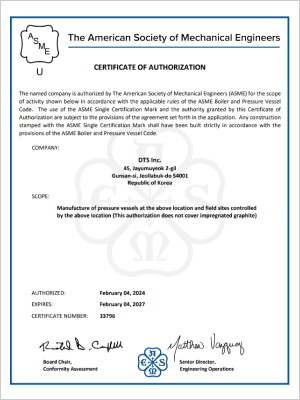 ASME
U
The American Society of Mechanical Engineers
CERTIFICATE OF AUTHORIZATION
The named company is authorized by The American Society of Mechanical Engineers (ASME) for the scope
of activity shown below in accordance with the applicable rules of the ASME Boiler and Pressure Vessel
Code. The use of the ASME Single Certification Mark and the authority granted by this Certificate of
Authorization are subject to the provisions of the agreement set forth in the application. Any construction
stamped with the ASME Single Certification Mark shall have been built strictly in accordance with the
provisions of the ASME Boiler and Pressure Vessel Code.
COMPANY:
DTS Inc.
45, Jayumuyeok 2-gil
Gunsan-si, Jeollabuk-do 54001
Republic of Korea
SCOPE:
Manufacture of pressure vessels at the above location and field sites controlled
by the above location (This authorization does not cover impregnated graphite)
AUTHORIZED: February 04, 2024
EXPIRES: February 04, 2027
CERTIFICATE NUMBER: 33796
Board Chair,
Conformity Assessment
Senior Director,
Engineering Operations